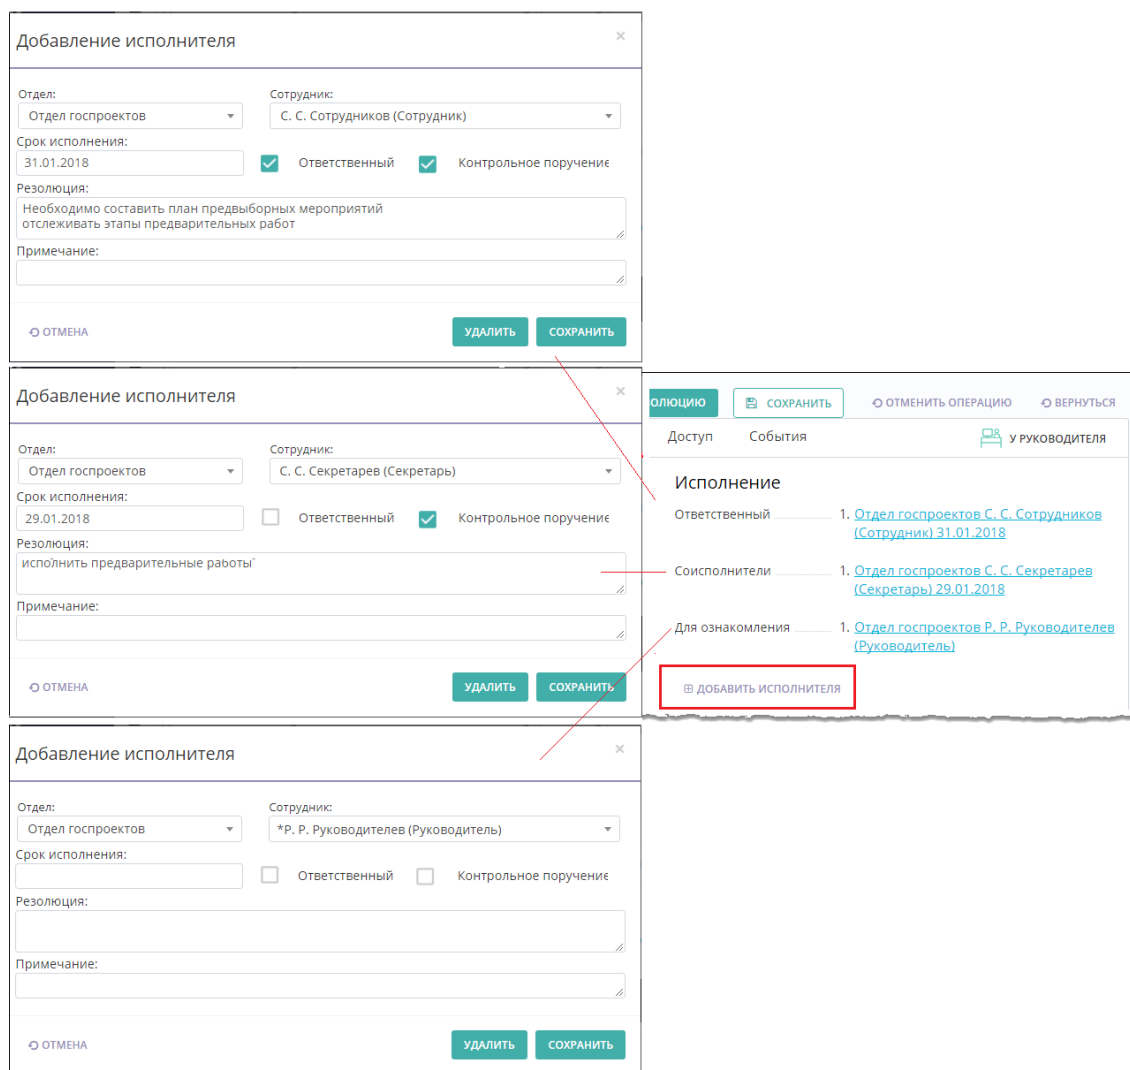 Добавление исполнителя
×
Отдел:
Сотрудник:
Отдел госпроектов
С. С. Сотрудников (Сотрудник)
Срок исполнения:
31.01.2018
Ответственный
Контрольное поручение
Резолюция:
Необходимо составить план предвыборных мероприятий
отслеживать этапы предварительных работ
Примечание:
ОТМЕНА
УДАЛИТЬ
СОХРАНИТЬ
Добавление исполнителя
×
Отдел:
Сотрудник:
Отдел госпроектов
С. С. Секретарев (Секретарь)
Срок исполнения:
29.01.2018
Ответственный
Контрольное поручение
Резолюция:
исполнить предварительные работы
Примечание:
ОТМЕНА
УДАЛИТЬ
СОХРАНИТЬ
Добавление исполнителя
×
Отдел:
Сотрудник:
Отдел госпроектов
*Р. Р. Руководителев (Руководитель)
Срок исполнения:
Ответственный
Контрольное поручение
Резолюция:
Примечание:
ОТМЕНА
УДАЛИТЬ
СОХРАНИТЬ
ОЛЮЦИЮ
СОХРАНИТЬ
ОТМЕНИТЬ ОПЕРАЦИЮ
ВЕРНУТЬСЯ
Доступ
События
У РУКОВОДИТЕЛЯ
Исполнение
Ответственный
1. Отдел госпроектов С. С. Сотрудников
(Сотрудник) 31.01.2018
Соисполнители
1. Отдел госпроектов С. С. Секретарев
(Секретарь) 29.01.2018
Для ознакомления
1. Отдел госпроектов Р. Р. Руководителев
(Руководитель)
ДОБАВИТЬ ИСПОЛНИТЕЛЯ